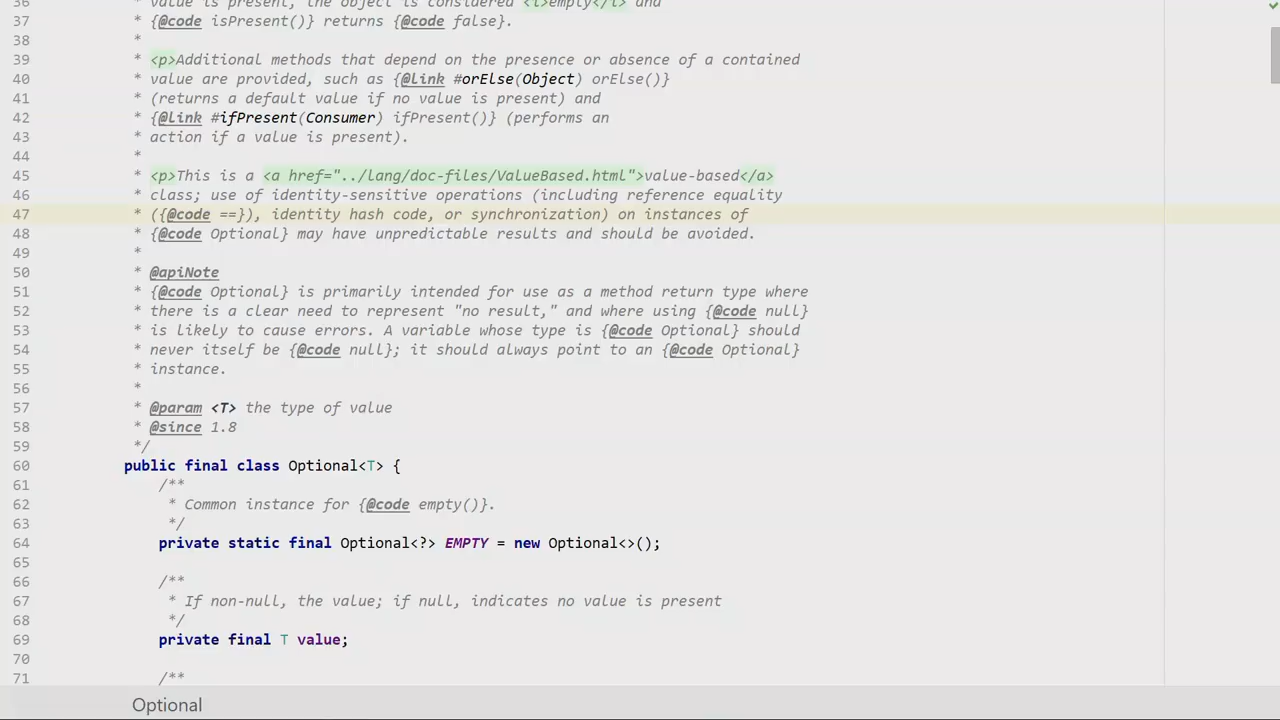 36 * value is present, the object is considered <i>empty</i> and
37 * {@code isPresent()} returns {@code false}.
38 *
39 * <p>Additional methods that depend on the presence or absence of a contained
40 * value are provided, such as {@link #orElse(Object) orElse()}
41 * (returns a default value if no value is present) and
42 * {@link #ifPresent(Consumer) ifPresent()} (performs an
43 * action if a value is present).
44 *
45 * <p>This is a <a href="../lang/doc-files/ValueBased.html">value-based</a>
46 * class; use of identity-sensitive operations (including reference equality
47 * ({@code ==}), identity hash code, or synchronization) on instances of
48 * {@code Optional} may have unpredictable results and should be avoided.
49 *
50 * @apiNote
51 * {@code Optional} is primarily intended for use as a method return type where
52 * there is a clear need to represent "no result," and where using {@code null}
53 * is likely to cause errors. A variable whose type is {@code Optional} should
54 * never itself be {@code null}; it should always point to an {@code Optional}
55 * instance.
56 *
57 * @param <T> the type of value
58 * @since 1.8
59 */
60 public final class Optional<T> {
61 /**
62 * Common instance for {@code empty()}.
63 */
64 private static final Optional<?> EMPTY = new Optional<>();
65
66 /**
67 * If non-null, the value; if null, indicates no value is present
68 */
69 private final T value;
70
71 /**
Optional